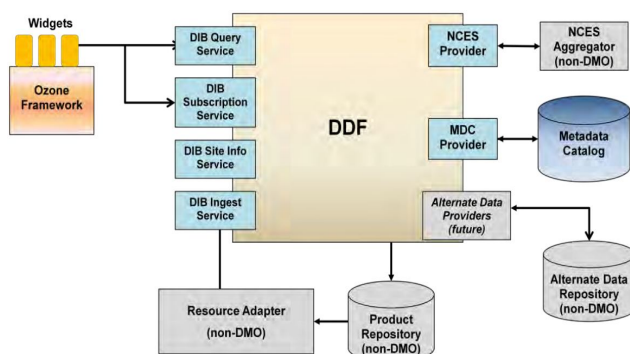 Widgets
Ozone
Framework
DIB Query
Service
DIB
Subscription
Service
DIB Site Info
Service
DIB Ingest
Service
DDF
NCES
Provider
NCES
Aggregator
(non-DMO)
MDC
Provider
Metadata
Catalog
Alternate Data
Providers
(future)
Alternate Data
Repository
(non-DMO)
Resource Adapter
(non-DMO)
Product
Repository
(non-DMO)